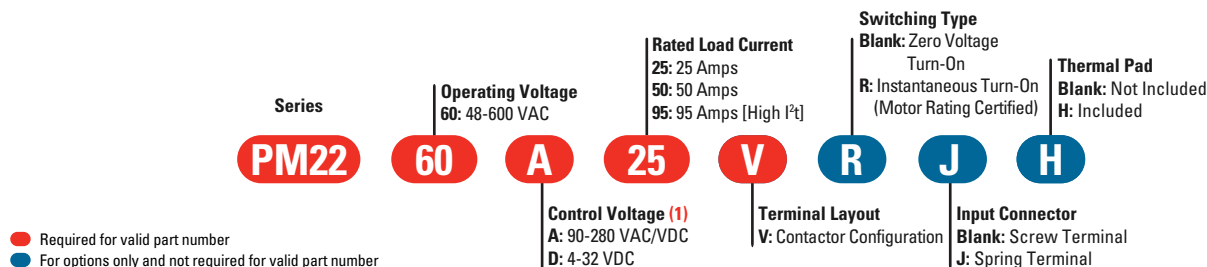 Switching Type
Blank: Zero Voltage
Turn-On
R: Instantaneous Turn-On
(Motor Rating Certified)
Rated Load Current
25: 25 Amps
50: 50 Amps
95: 95 Amps [High I²t]
Thermal Pad
Blank: Not Included
H: Included
Operating Voltage
60: 48-600 VAC
Series
PM22 60 A 25 V R J H
Control Voltage (1)
A: 90-280 VAC/VDC
D: 4-32 VDC
Terminal Layout
V: Contactor Configuration
Input Connector
Blank: Screw Terminal
J: Spring Terminal
Required for valid part number
For options only and not required for valid part number